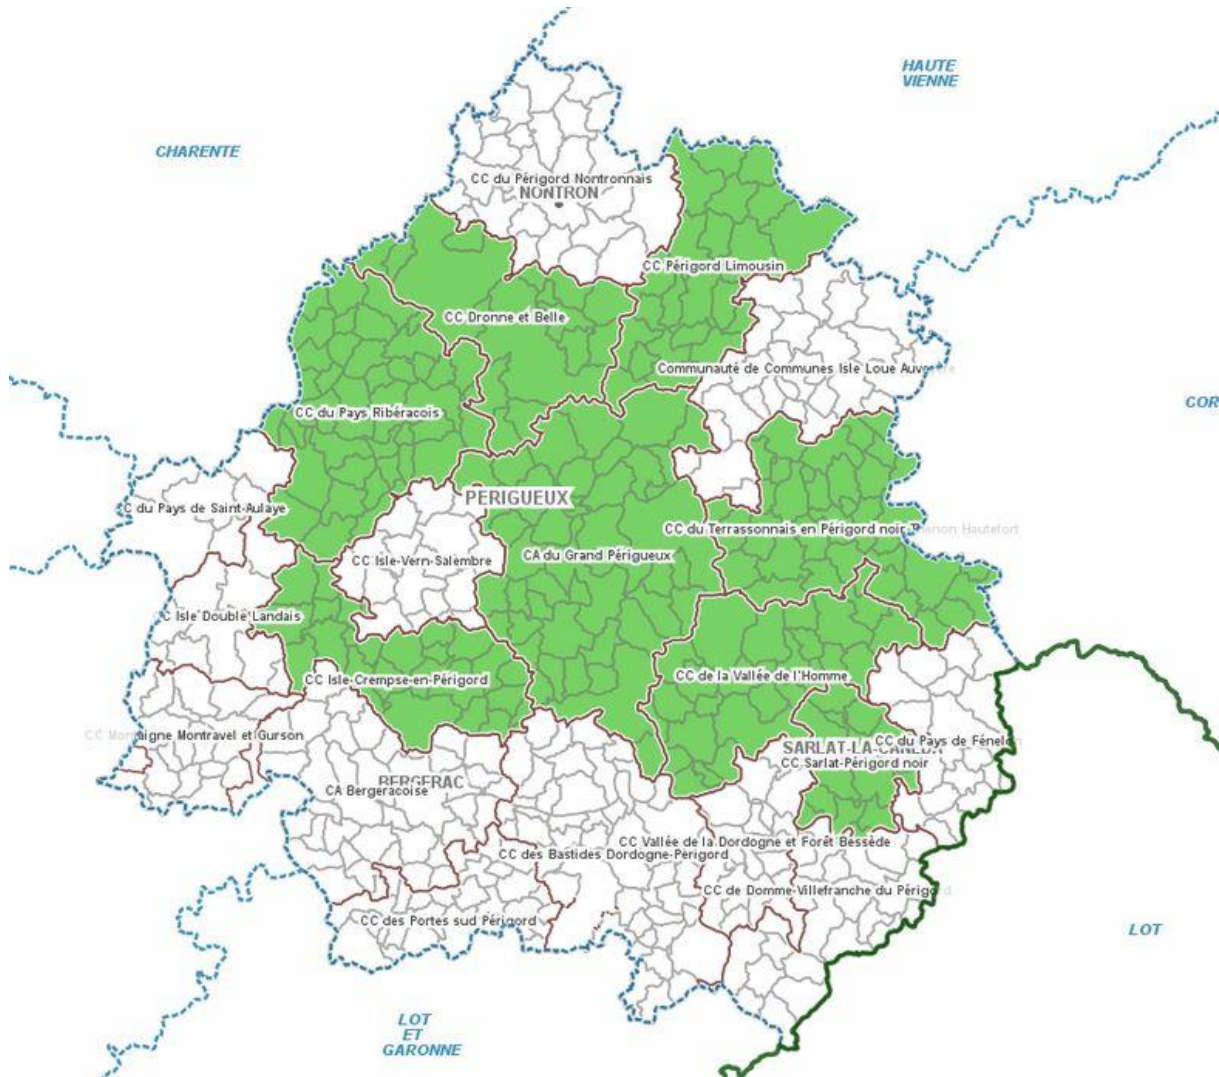 HAUTE
VIENNE
CHARENTE
CC du Périgord Nontronnais
NONTRON
CC Périgord Limousin
CC Dronne et Belle
Communauté de Communes Isle Loue Auvézère
COR
CC du Pays Ribéracois
PERIGUEUX
C du Pays de Saint-Aulaye
CC du Terrassonnais en Périgord noir Thenon Hautefort
CA du Grand Périgueux
CC Isle-Vern-Salembre
C Isle Double Landais
CC de la Vallée de l'Homme
CC Isle-Crempse-en-Périgord
CC Montaigne Montravel et Gurson
CC du Pays de Fénelon
SARLAT-LA-CANEDA
CC Sarlat-Périgord noir
BERGERAC
CA Bergeracoise
CC Vallée de la Dordogne et Forêt Bessède
CC des Bastides Dordogne-Périgord
CC de Domme-Villefranche du Périgord
CC des Portes sud Périgord
LOT
LOT
ET
GARONNE